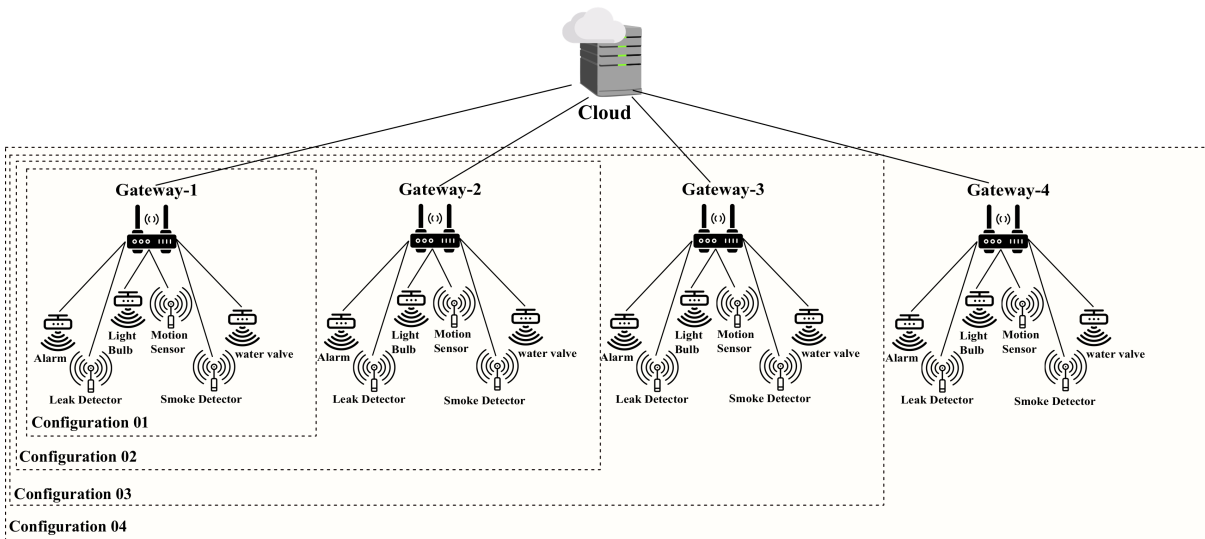 Cloud
Gateway-1
Gateway-2
Gateway-3
Gateway-4
Light
Bulb
Motion
Sensor
Alarm
water valve
Leak Detector
Smoke Detector
Light
Bulb
Motion
Sensor
Alarm
water valve
Leak Detector
Smoke Detector
Light
Bulb
Motion
Sensor
Alarm
water valve
Leak Detector
Smoke Detector
Light
Bulb
Motion
Sensor
Alarm
water valve
Leak Detector
Smoke Detector
Configuration 01
Configuration 02
Configuration 03
Configuration 04